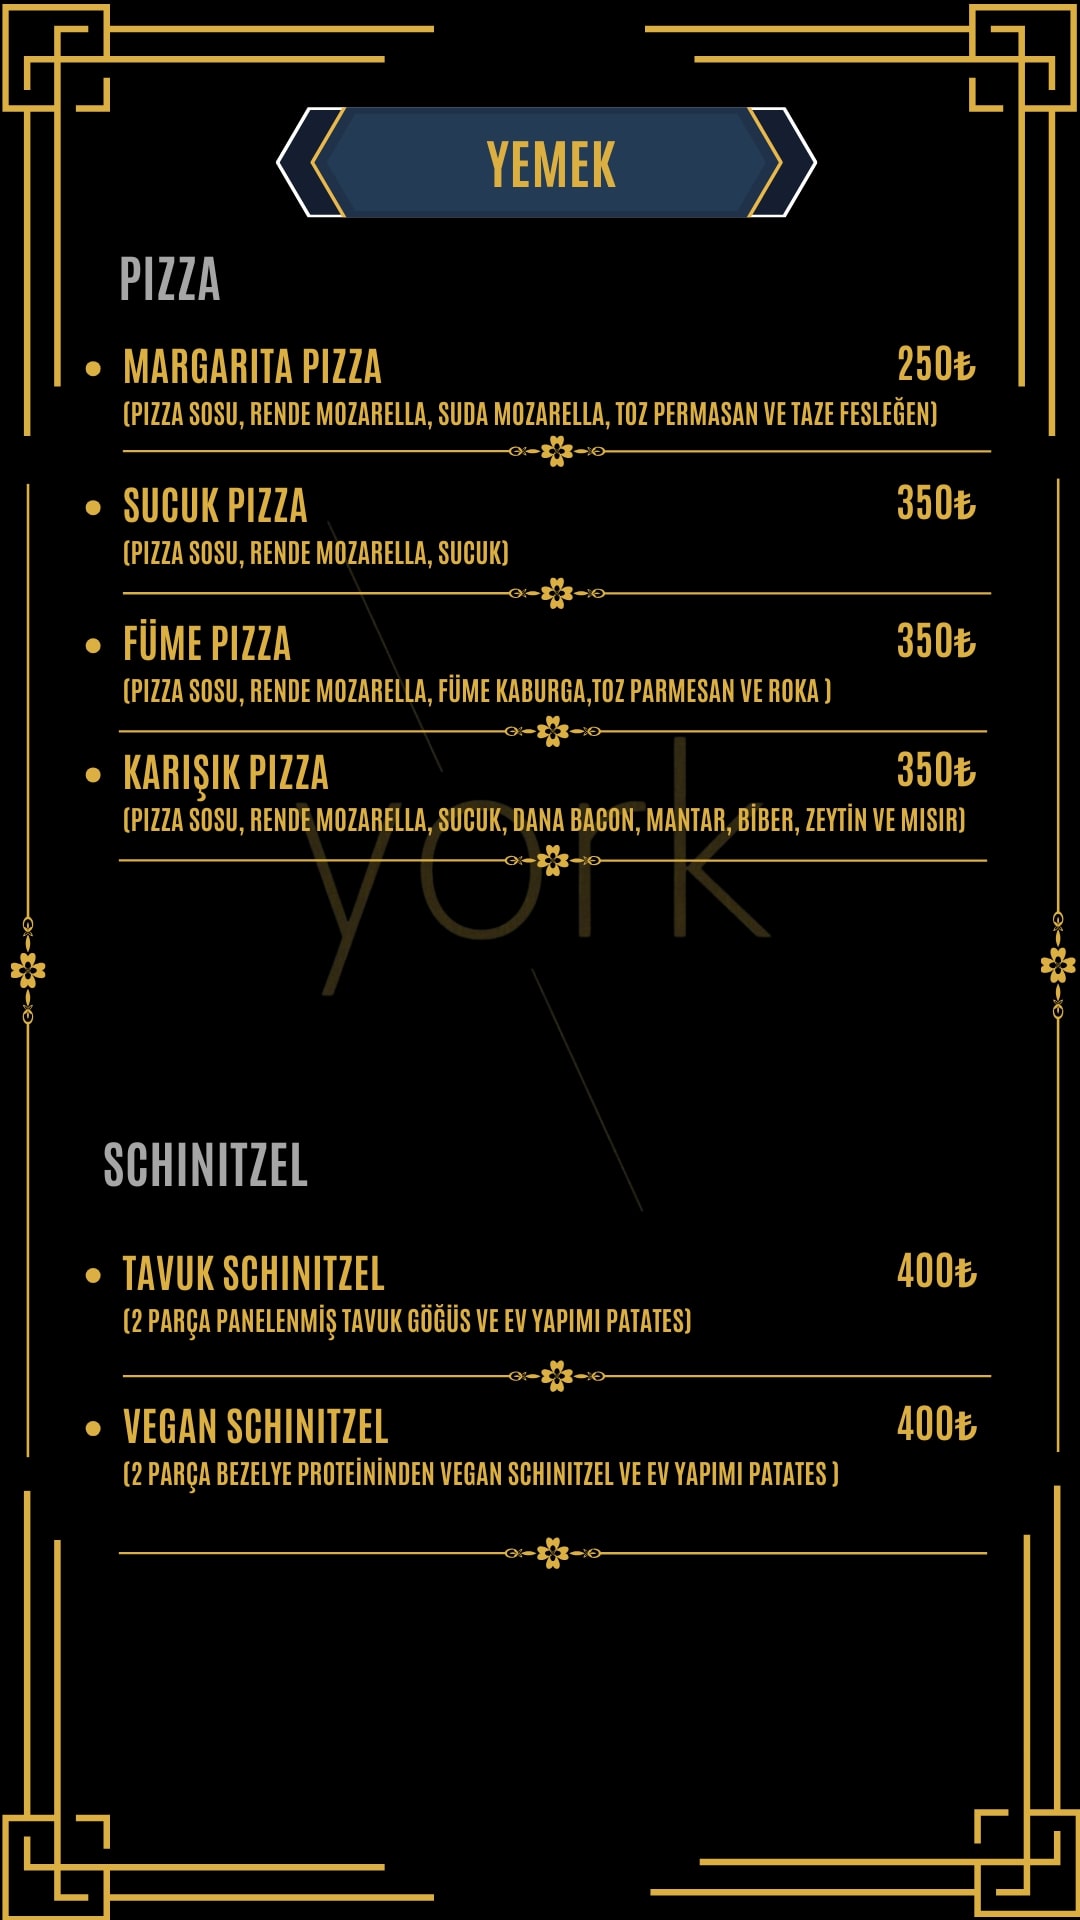 YEMEK
PIZZA
MARGARITA PIZZA 250₺
(PIZZA SOSU, RENDE MOZARELLA, SUDA MOZARELLA, TOZ PERMASAN VE TAZE FESLEĞEN)
SUCUK PIZZA 350₺
(PIZZA SOSU, RENDE MOZARELLA, SUCUK)
FÜME PIZZA 350₺
(PIZZA SOSU, RENDE MOZARELLA, FÜME KABURGA,TOZ PARMESAN VE ROKA )
KARIŞIK PIZZA 350₺
(PIZZA SOSU, RENDE MOZARELLA, SUCUK, DANA BACON, MANTAR, BİBER, ZEYTİN VE MISIR)
york
SCHINITZEL
TAVUK SCHINITZEL 400₺
(2 PARÇA PANELENMİŞ TAVUK GÖĞÜS VE EV YAPIMI PATATES)
VEGAN SCHINITZEL 400₺
(2 PARÇA BEZELYE PROTEİNİNDEN VEGAN SCHINITZEL VE EV YAPIMI PATATES )